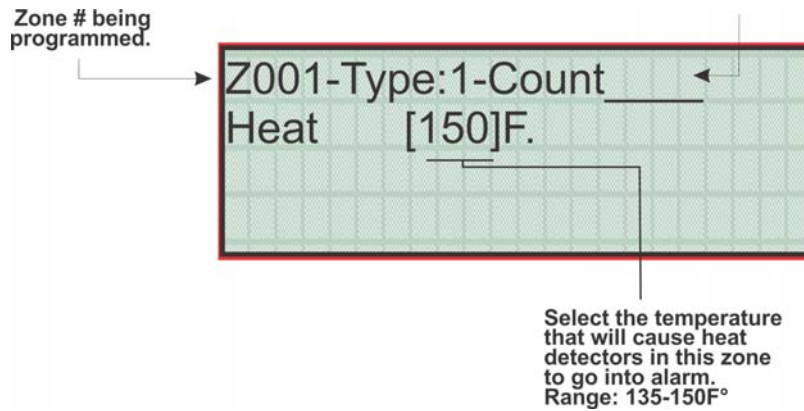 Zone # being
programmed.
Z001-Type:1-Count
Heat [150]F.
Select the temperature
that will cause heat
detectors in this zone
to go into alarm.
Range: 135-150F°